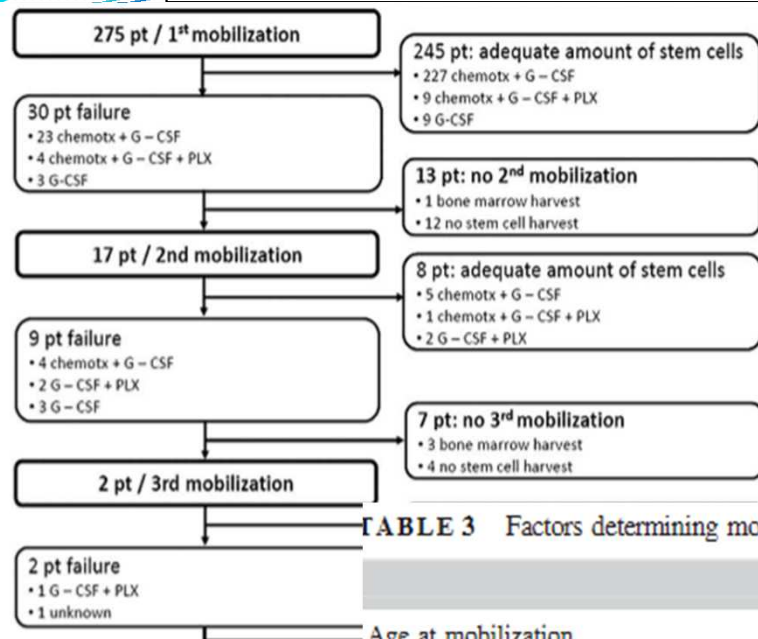 275 pt / 1st mobilization
245 pt: adequate amount of stem cells
• 227 chemotx + G – CSF
• 9 chemotx + G – CSF + PLX
• 9 G-CSF
30 pt failure
• 23 chemotx + G – CSF
• 4 chemotx + G – CSF + PLX
• 3 G-CSF
13 pt: no 2nd mobilization
• 1 bone marrow harvest
• 12 no stem cell harvest
17 pt / 2nd mobilization
8 pt: adequate amount of stem cells
• 5 chemotx + G – CSF
• 1 chemotx + G – CSF + PLX
• 2 G – CSF + PLX
9 pt failure
• 4 chemotx + G – CSF
• 2 G – CSF + PLX
• 3 G – CSF
7 pt: no 3rd mobilization
• 3 bone marrow harvest
• 4 no stem cell harvest
2 pt / 3rd mobilization
2 pt failure
• 1 G – CSF + PLX
• 1 unknown
TABLE 3 Factors determining mo
Age at mobilization